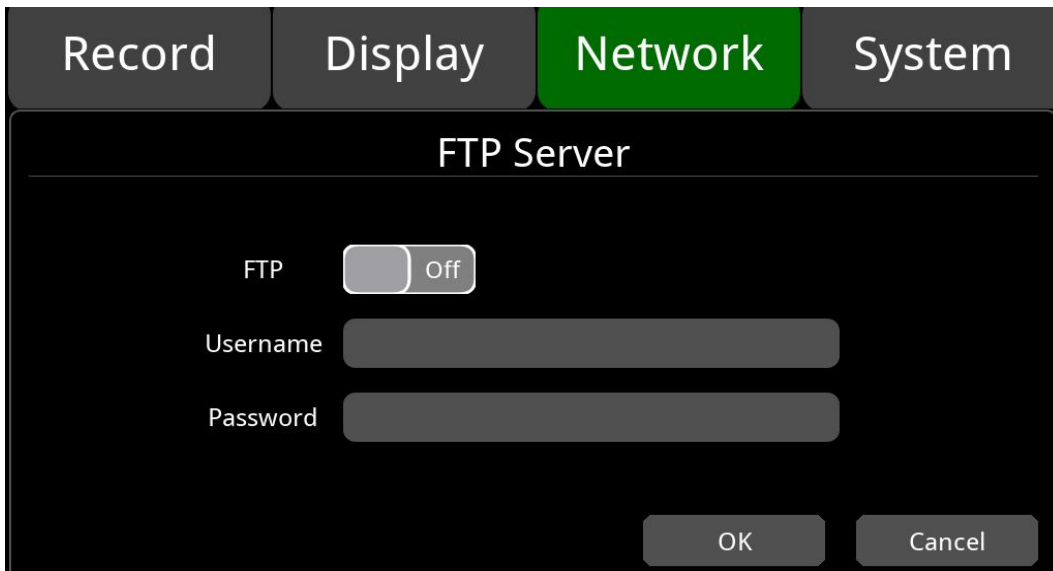 Record Display Network System
FTP Server
FTP Off
Username
Password
OK Cancel